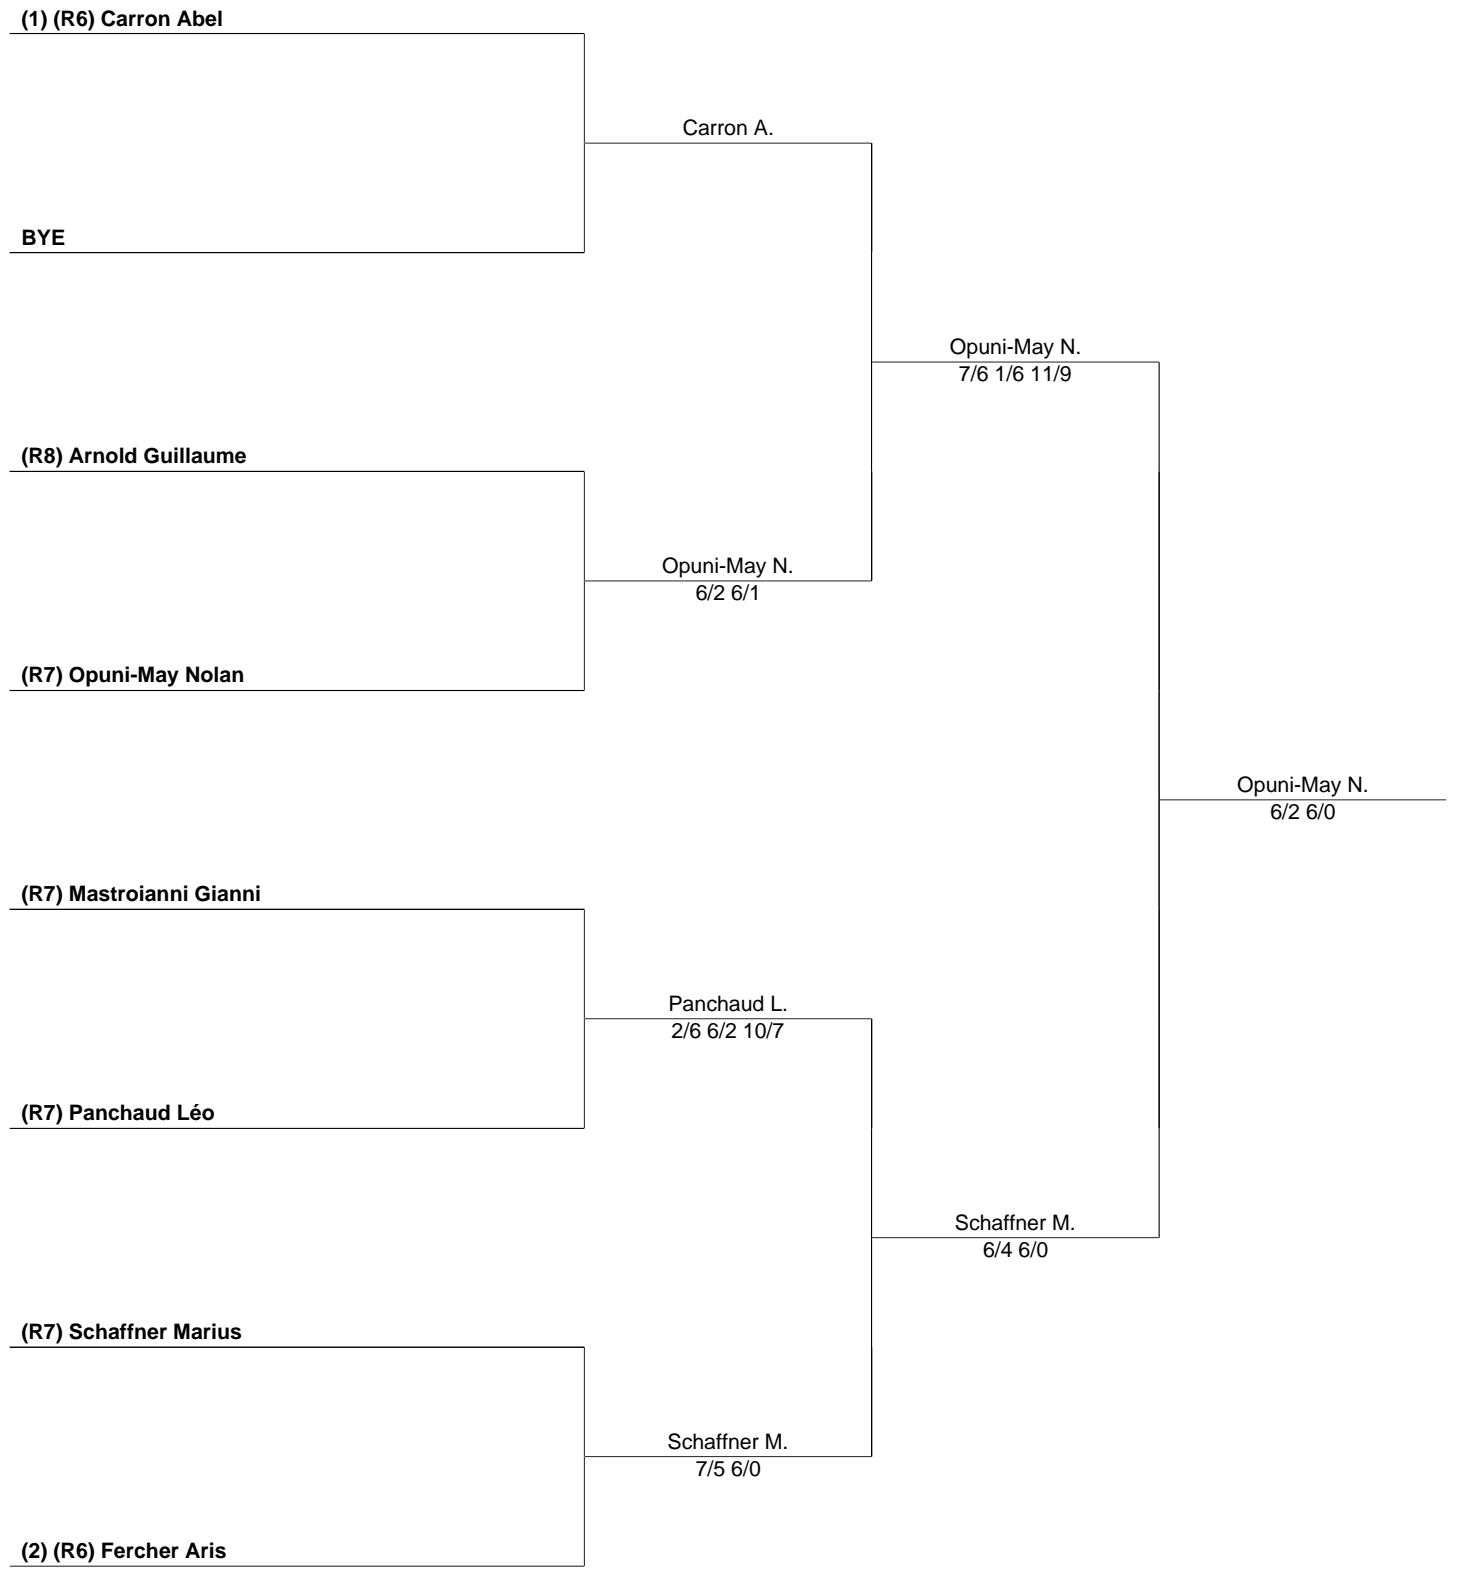 (1) (R6) Carron Abel
Carron A.
BYE
Opuni-May N.
7/6 1/6 11/9
(R8) Arnold Guillaume
Opuni-May N.
6/2 6/1
(R7) Opuni-May Nolan
Opuni-May N.
6/2 6/0
(R7) Mastroianni Gianni
Panchaud L.
2/6 6/2 10/7
(R7) Panchaud Léo
Schaffner M.
6/4 6/0
(R7) Schaffner Marius
Schaffner M.
7/5 6/0
(2) (R6) Fercher Aris